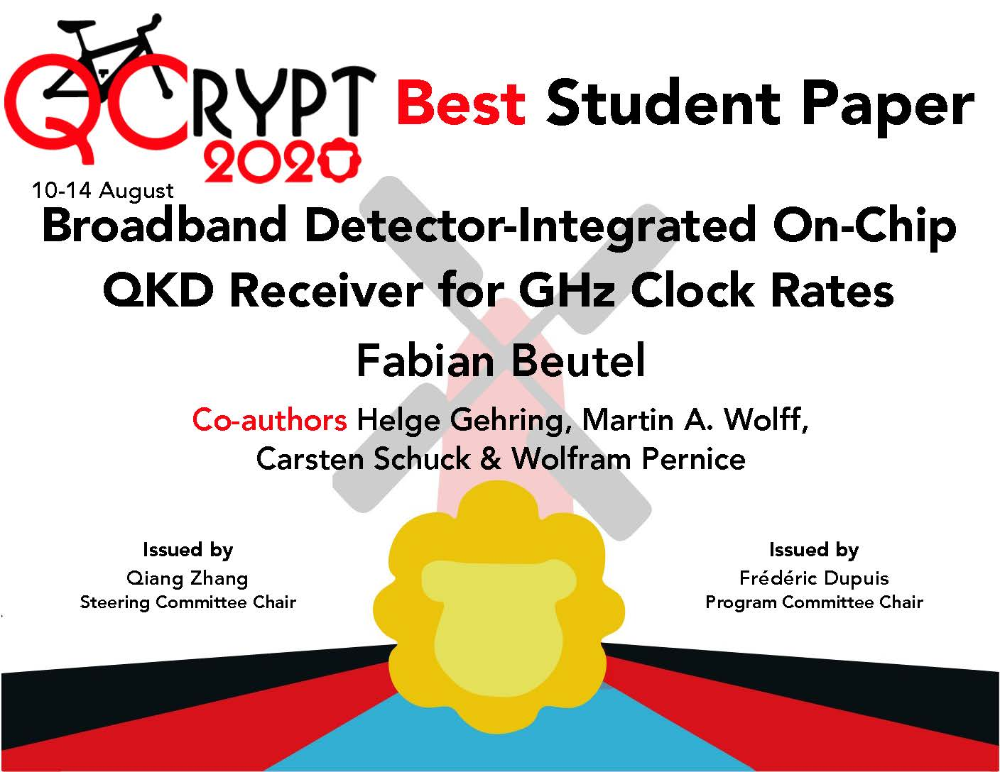 QCRYPT
2020
Best Student Paper
10-14 August
Broadband Detector-Integrated On-Chip
QKD Receiver for GHz Clock Rates
Fabian Beutel
Co-authors Helge Gehring, Martin A. Wolff,
Carsten Schuck & Wolfram Pernice
Issued by
Qiang Zhang
Steering Committee Chair
Issued by
Frédéric Dupuis
Program Committee Chair